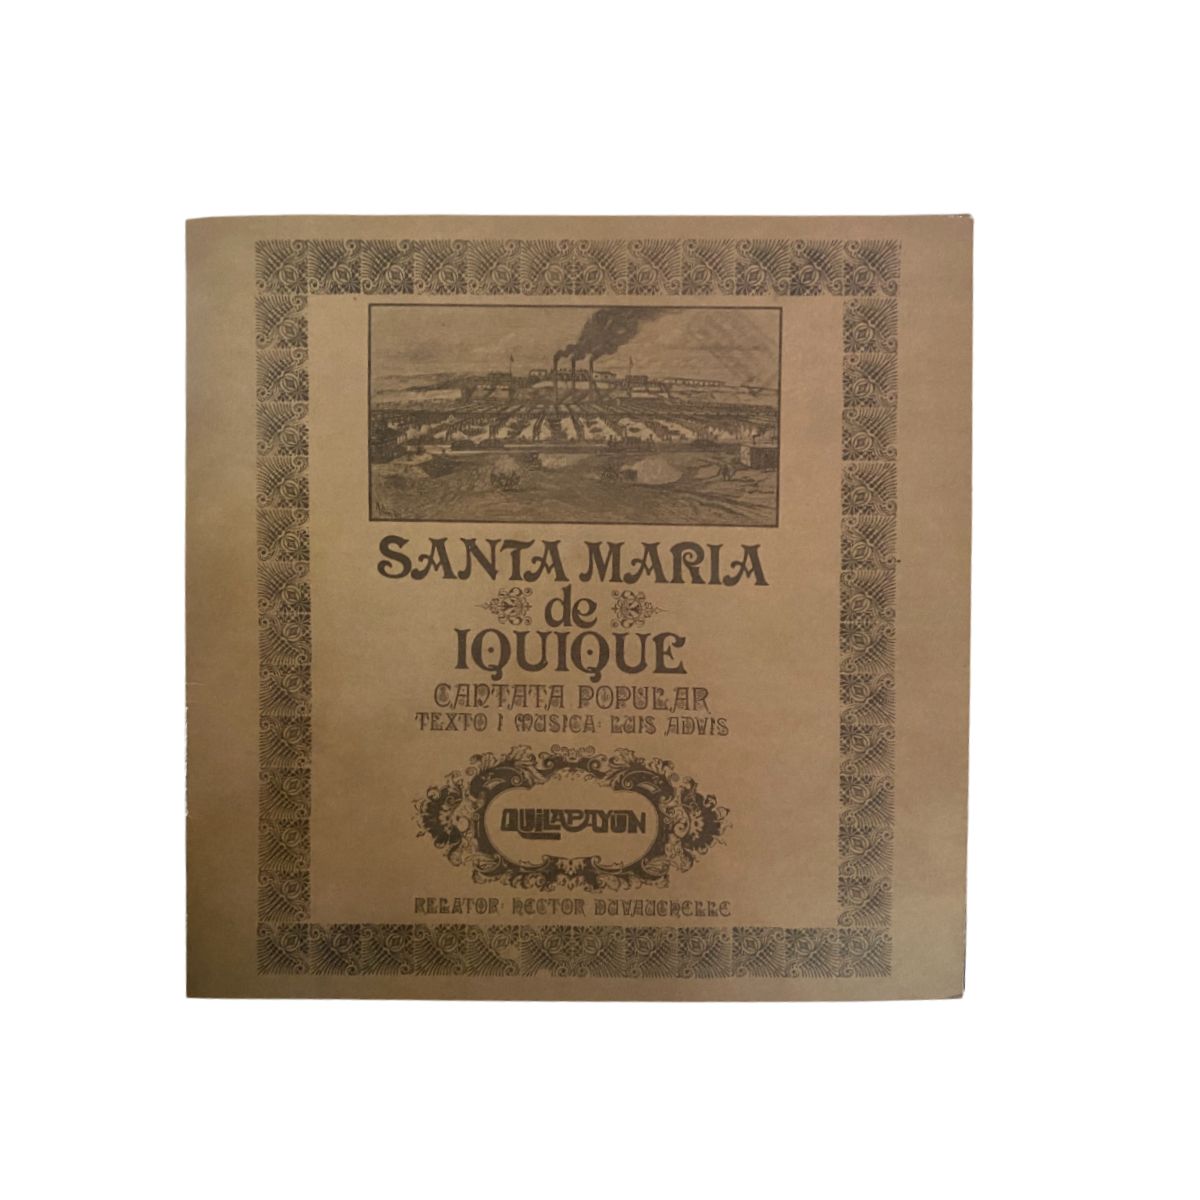 SANTA MARIA
de
IQUIQUE
CANTATA POPULAR
TEXTO I MUSICA: LUIS ADVIS
QUILAPAYUN
RELATOR: HECTOR DUVAUCHELLE